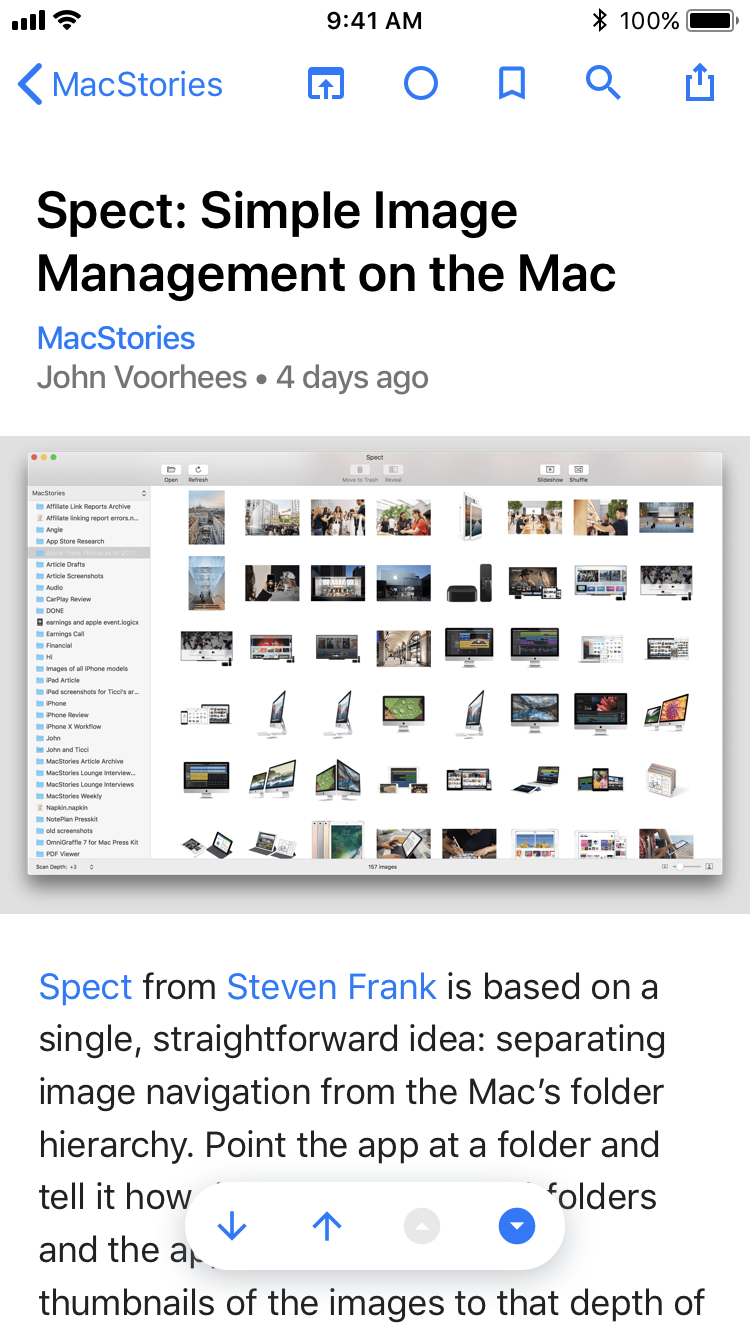 9:41 AM
100%
MacStories
Spect: Simple Image
Management on the Mac
MacStories
John Voorhees • 4 days ago
Spect
Open
Refresh
Move to Trash
Reveal
Slideshow
Shuffle
MacStories
Affiliate Link Reports Archive
Affiliate linking report errors.n...
Angle
App Store Research
Article Drafts
Article Screenshots
Audio
CarPlay Review
DONE
earnings and apple event.logicx
Earnings Call
Financial
Hi
Images of all iPhone models
iPad Article
iPad screenshots for Ticci's ar...
iPhone
iPhone Review
iPhone X Workflow
John
John and Ticci
MacStories Article Archive
MacStories Lounge Interview...
MacStories Lounge Interviews
MacStories Weekly
Napkin.napkin
NotePlan Presskit
old screenshots
OmniGraffle 7 for Mac Press Kit
PDF Viewer
Scan Depth: +3
157 images
Spect from Steven Frank is based on a
single, straightforward idea: separating
image navigation from the Mac’s folder
hierarchy. Point the app at a folder and
tell it how folders
and the
thumbnails of the images to that depth of